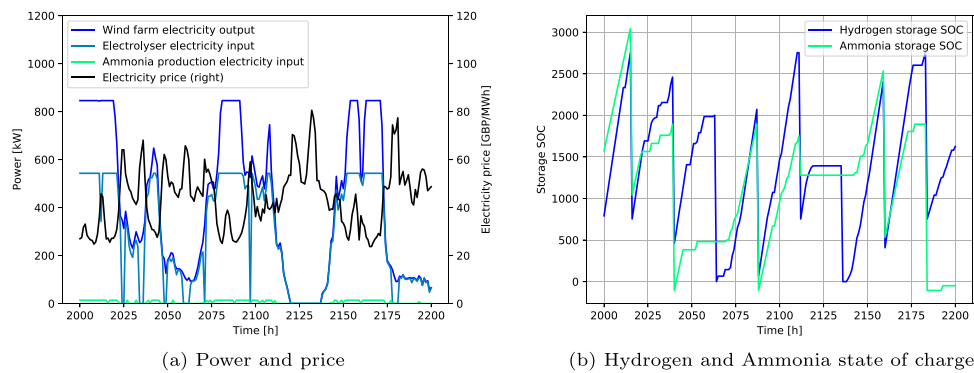 1200
1000
800
600
400
200
0
Power [kW]
120
100
80
60
40
20
0
Electricity price [GBP/MWh]
Wind farm electricity output
Electrolyser electricity input
Ammonia production electricity input
Electricity price (right)
2000 2025 2050 2075 2100 2125 2150 2175 2200
Time [h]
(a) Power and price
3000
2500
2000
1500
1000
500
0
Storage SOC
Hydrogen storage SOC
Ammonia storage SOC
2000 2025 2050 2075 2100 2125 2150 2175 2200
Time [h]
(b) Hydrogen and Ammonia state of charge